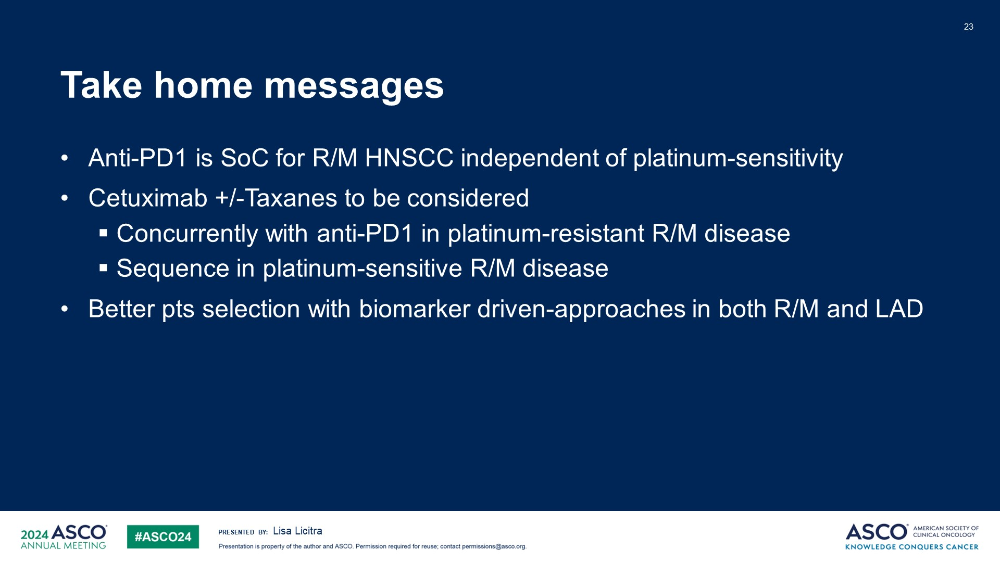 23
Take home messages
• Anti-PD1 is SoC for R/M HNSCC independent of platinum-sensitivity
• Cetuximab +/-Taxanes to be considered
▪ Concurrently with anti-PD1 in platinum-resistant R/M disease
▪ Sequence in platinum-sensitive R/M disease
• Better pts selection with biomarker driven-approaches in both R/M and LAD
2024 ASCO®
ANNUAL MEETING
#ASCO24
PRESENTED BY: Lisa Licitra
Presentation is property of the author and ASCO. Permission required for reuse; contact permissions@asco.org.
ASCO® AMERICAN SOCIETY OF
CLINICAL ONCOLOGY
KNOWLEDGE CONQUERS CANCER